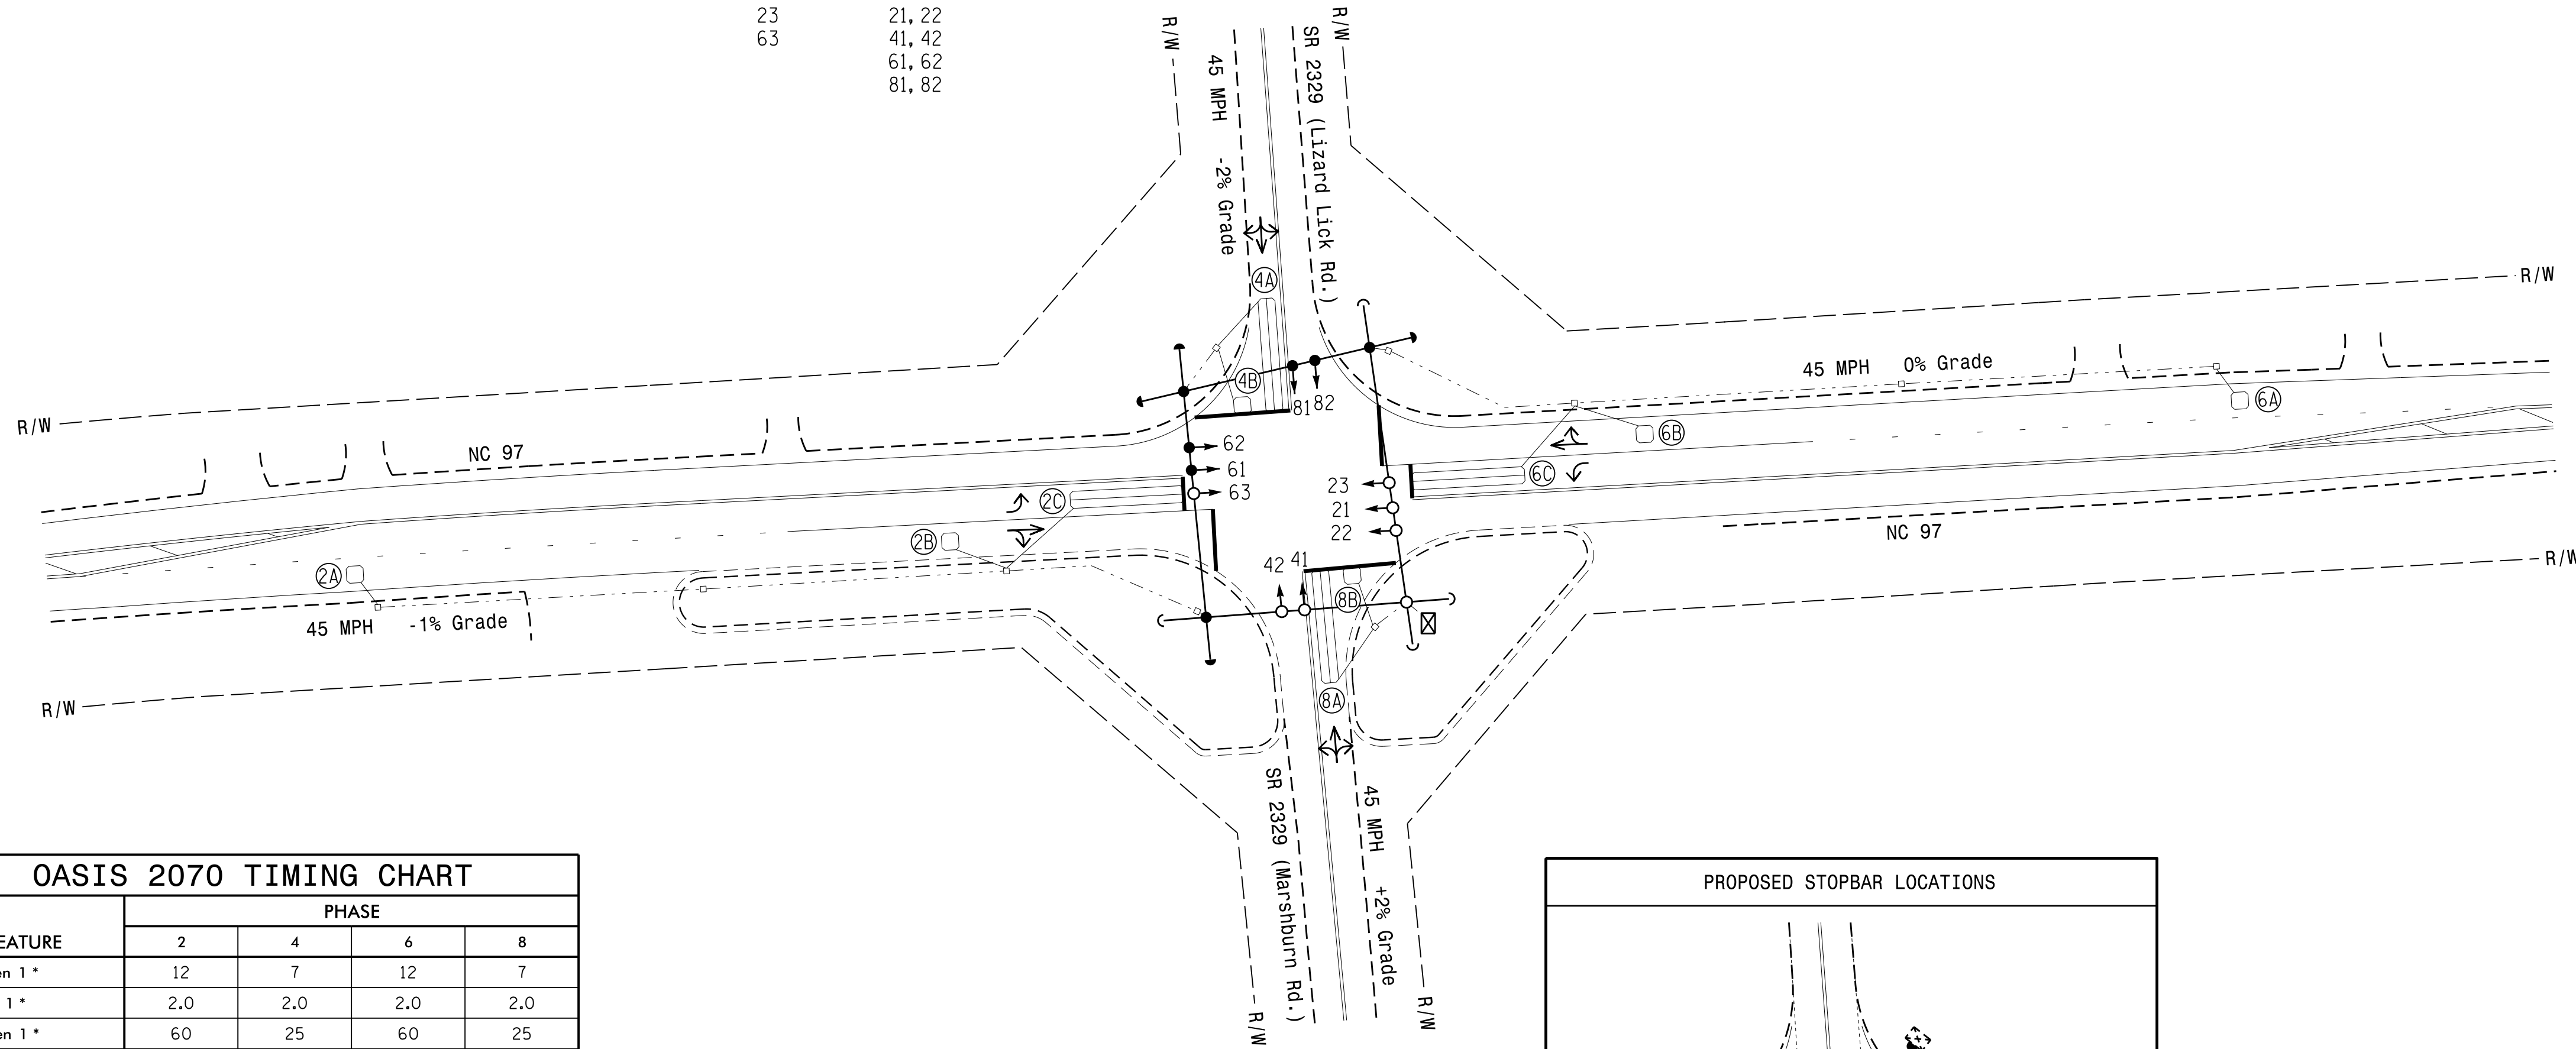 23 21, 22
63 41, 42
61, 62
81, 82
R/W
R/W
45 MPH -2% Grade
SR 2329 (Lizard Lick Rd.)
4A
4B
81 82
R/W
45 MPH 0% Grade
6A
6B
6C
R/W
NC 97
62
61
63
2C
2B
2A
23
21
22
42 41
8B
8A
NC 97
R/W
45 MPH -1% Grade
R/W
SR 2329 (Marshburn Rd.)
45 MPH +2% Grade
R/W
R/W
OASIS 2070 TIMING CHART
EATURE
PHASE
2 4 6 8
en 1 * 12 7 12 7
1 * 2.0 2.0 2.0 2.0
en 1 * 60 25 60 25
PROPOSED STOPBAR LOCATIONS